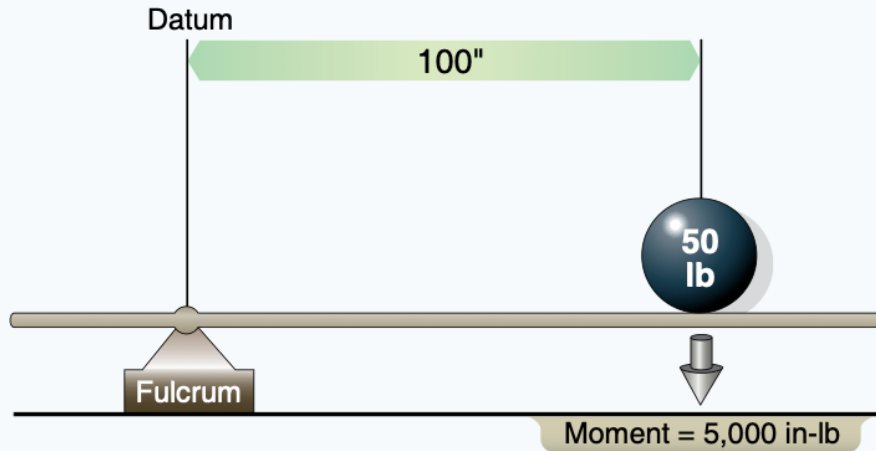 Datum
100"
50
lb
Fulcrum
Moment = 5,000 in-lb